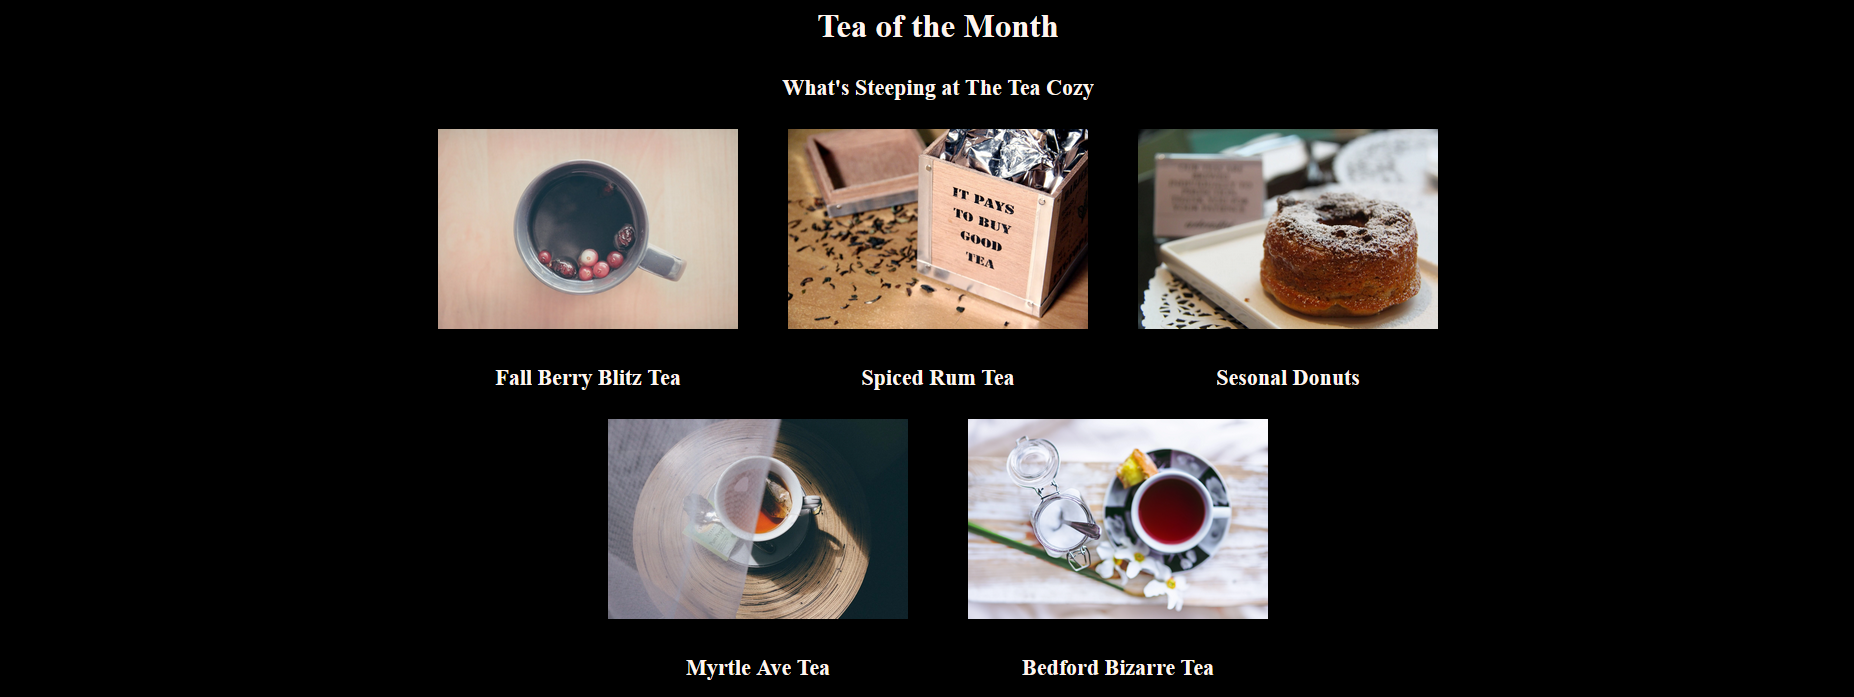 Tea of the Month
What's Steeping at The Tea Cozy
IT PAYS
TO BUY
GOOD
TEA
Fall Berry Blitz Tea
Spiced Rum Tea
Sesonal Donuts
Myrtle Ave Tea
Bedford Bizarre Tea